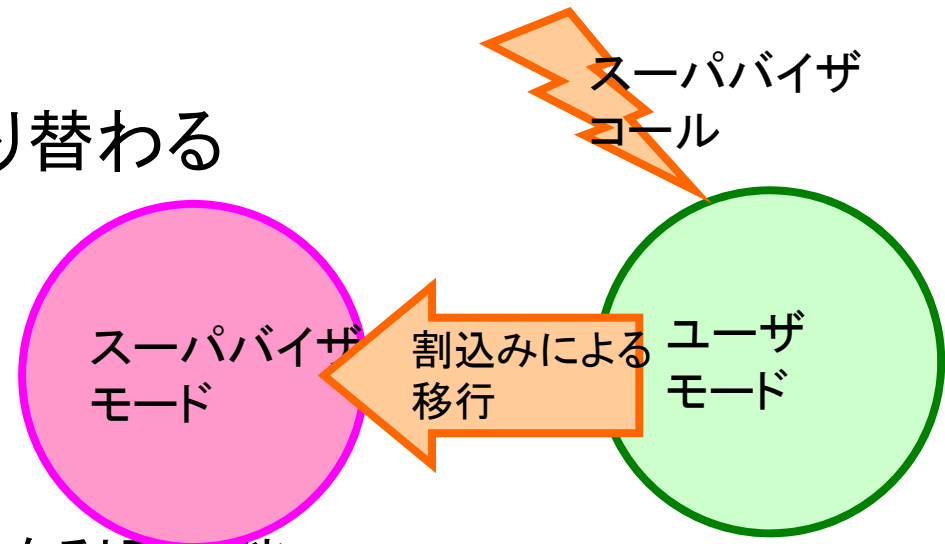 スーパバイザ
コール
り替わる
スーパバイザ
モード
割込みによる
移行
ユーザ
モード